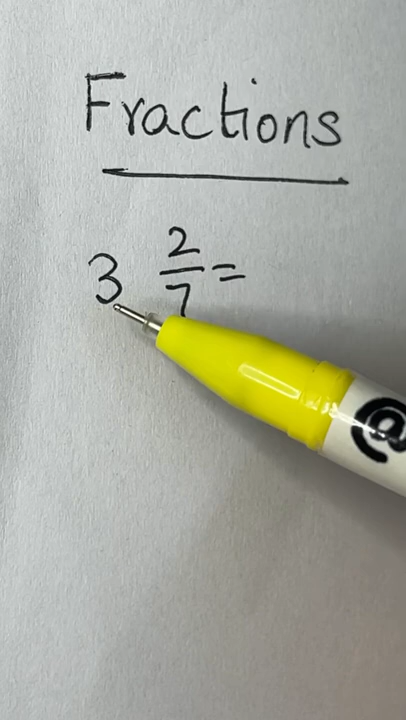 Fractions
3 2/7 =
@